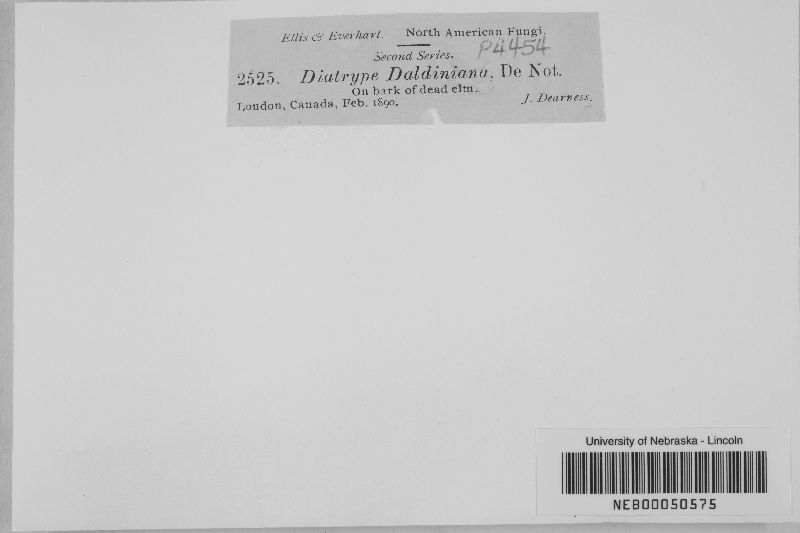 Ellis & Everhart. North American Fungi.
P4454
Second Series.
2525. Diatrype Daldiniana, De Not.
On bark of dead elm.
London, Canada, Feb. 1890. J. Dearness.
University of Nebraska - Lincoln
NEB00050575